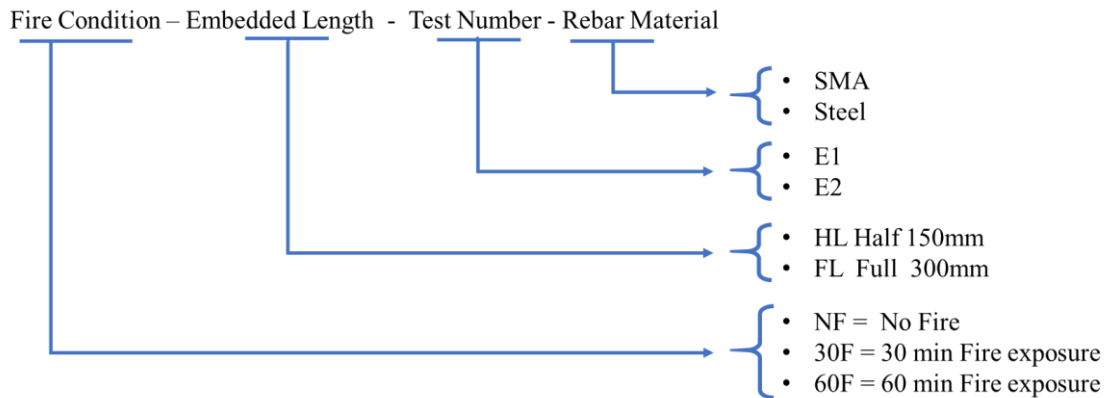 Fire Condition – Embedded Length - Test Number - Rebar Material
• SMA
• Steel
• E1
• E2
• HL Half 150mm
• FL Full 300mm
• NF = No Fire
• 30F = 30 min Fire exposure
• 60F = 60 min Fire exposure